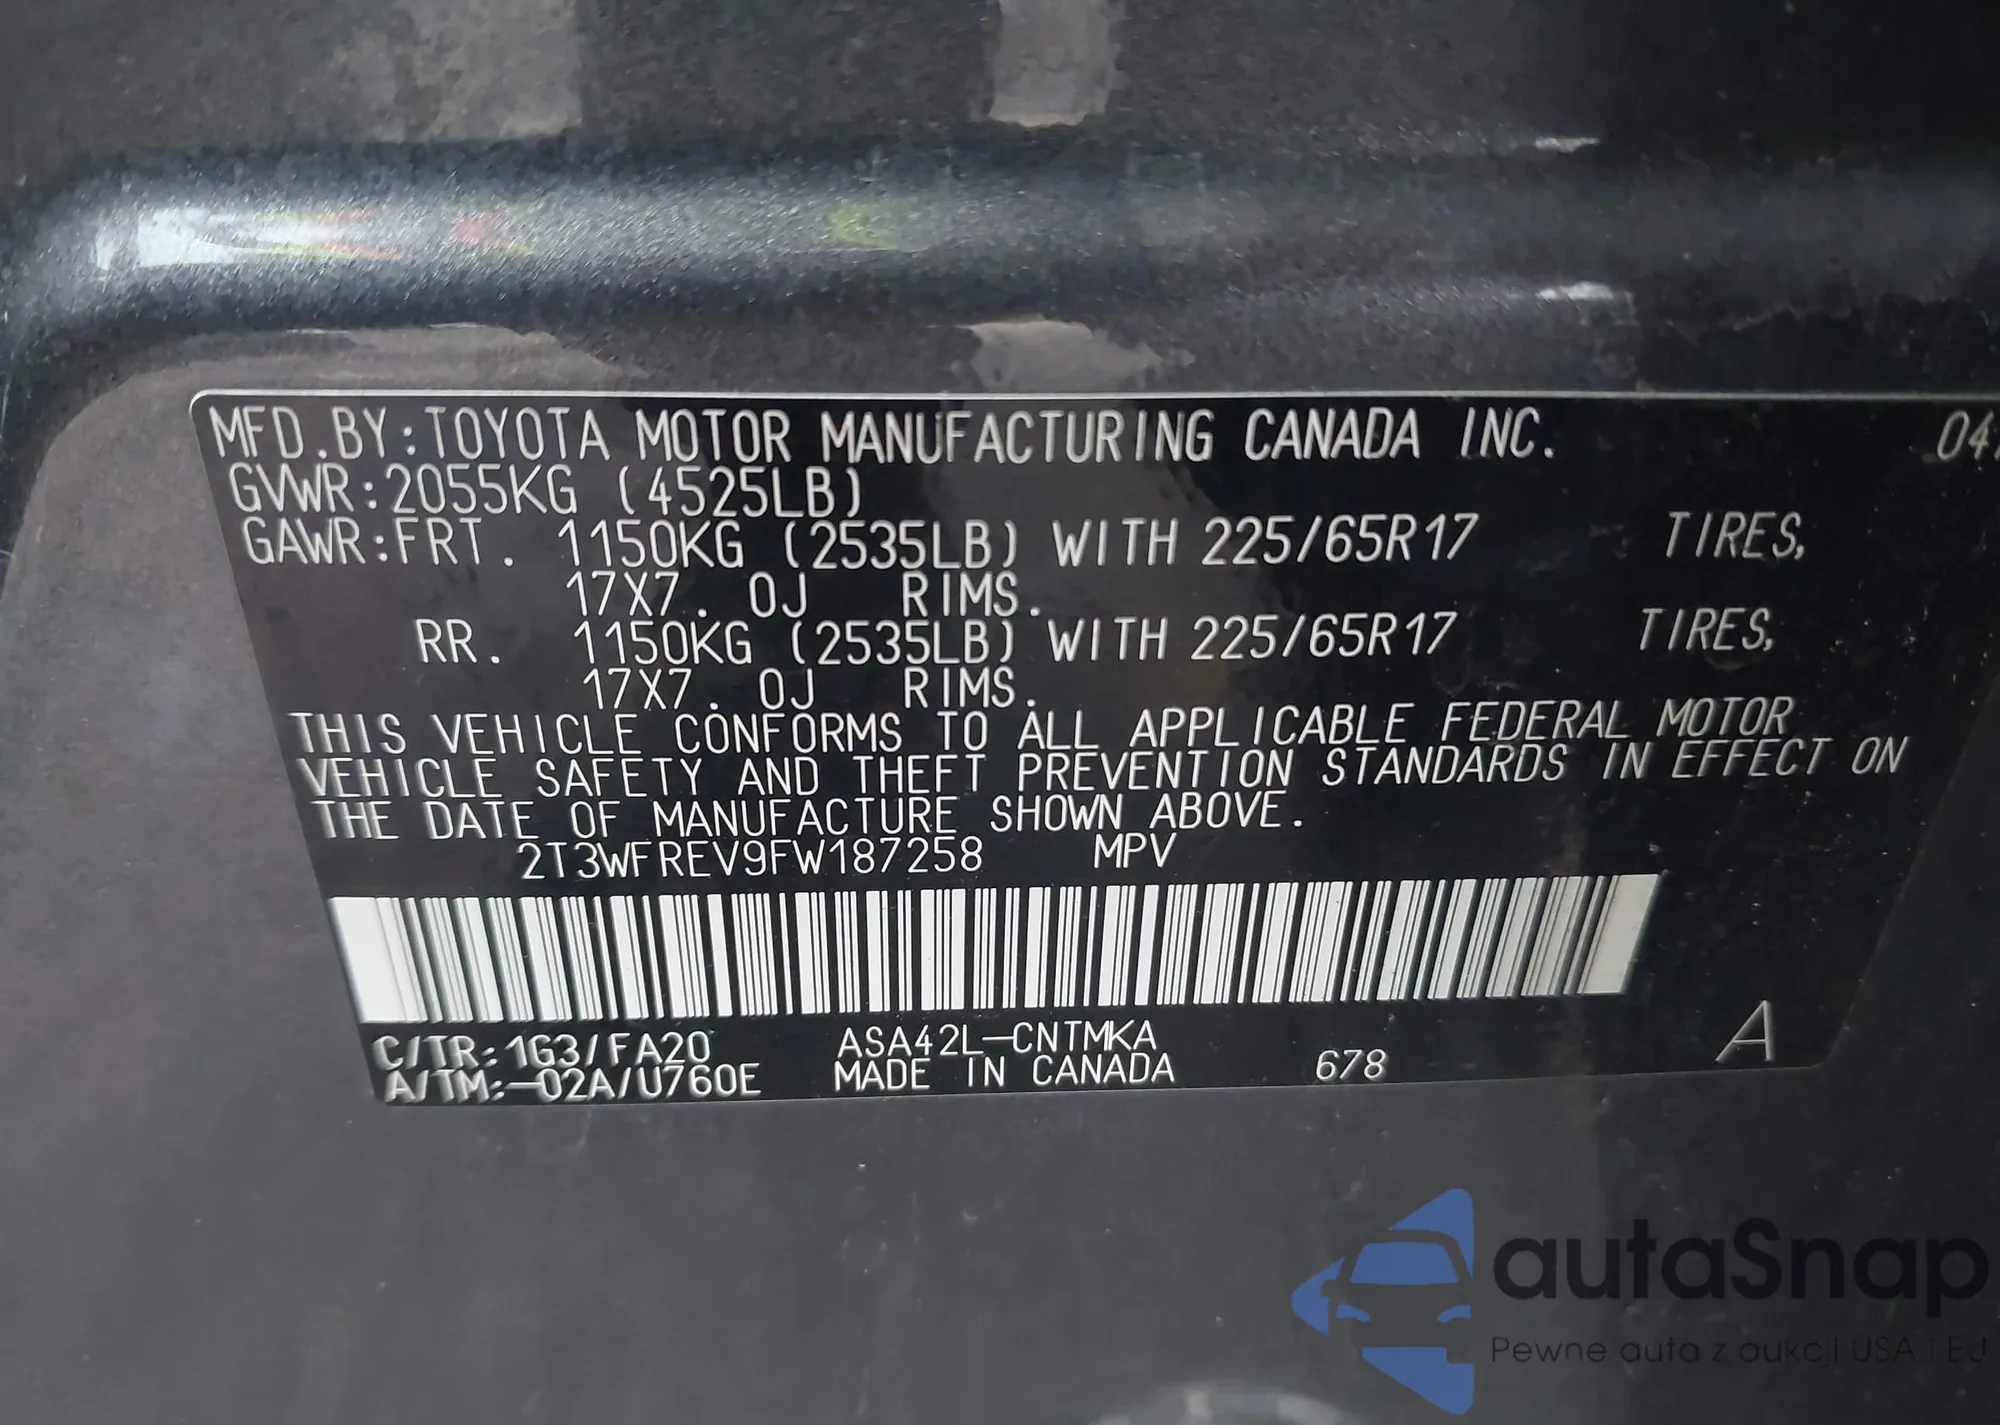 MFD.BY:TOYOTA MOTOR MANUFACTURING CANADA INC. 04/
GVWR:2055KG (4525LB)
GAWR:FRT. 1150KG (2535LB) WITH 225/65R17 TIRES,
17X7.0J RIMS.
RR. 1150KG (2535LB) WITH 225/65R17 TIRES,
17X7.0J RIMS.
THIS VEHICLE CONFORMS TO ALL APPLICABLE FEDERAL MOTOR
VEHICLE SAFETY AND THEFT PREVENTION STANDARDS IN EFFECT ON
THE DATE OF MANUFACTURE SHOWN ABOVE.
2T3WFREV9FW187258 MPV
C/TR:1G3/FA20 ASA42L-CNTMKA
A/TM:-02A/U760E MADE IN CANADA 678 A
autaSnap
Pewne auta z aukcji USA i EU